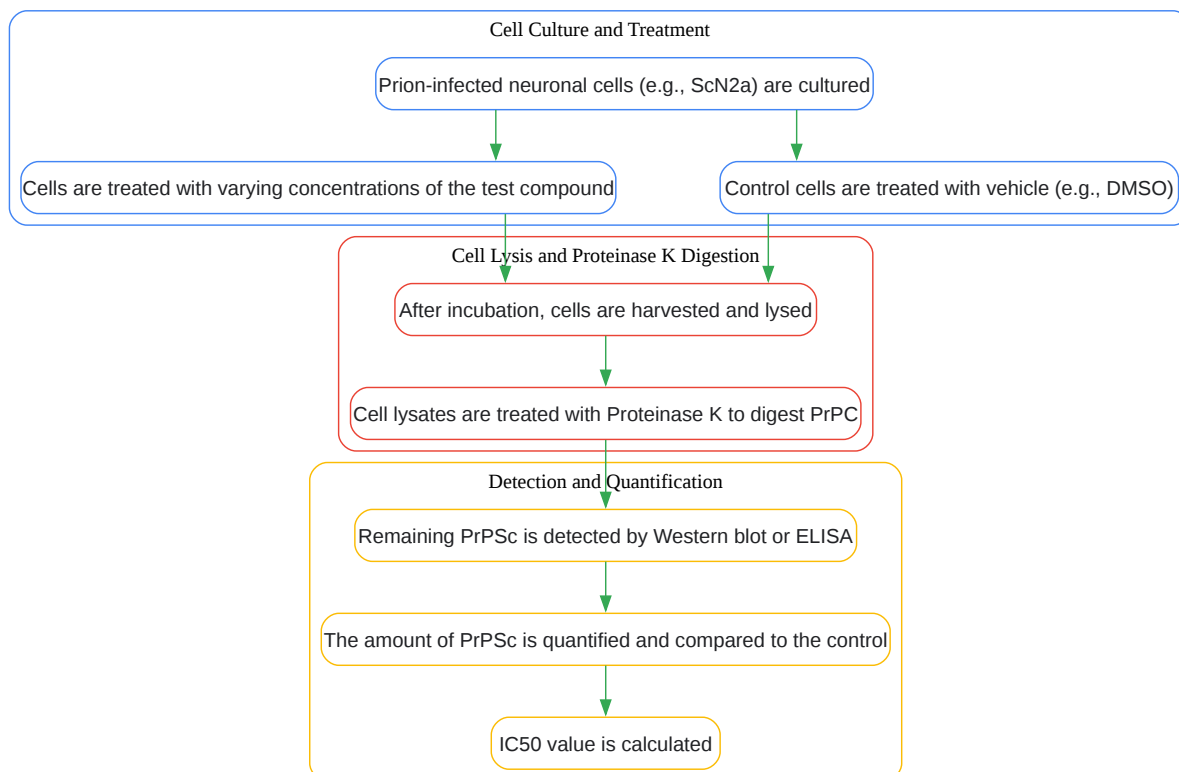 Cell Culture and Treatment
Prion-infected neuronal cells (e.g., ScN2a) are cultured
Cells are treated with varying concentrations of the test compound
Control cells are treated with vehicle (e.g., DMSO)
Cell Lysis and Proteinase K Digestion
After incubation, cells are harvested and lysed
Cell lysates are treated with Proteinase K to digest PrPC
Detection and Quantification
Remaining PrPSc is detected by Western blot or ELISA
The amount of PrPSc is quantified and compared to the control
IC50 value is calculated